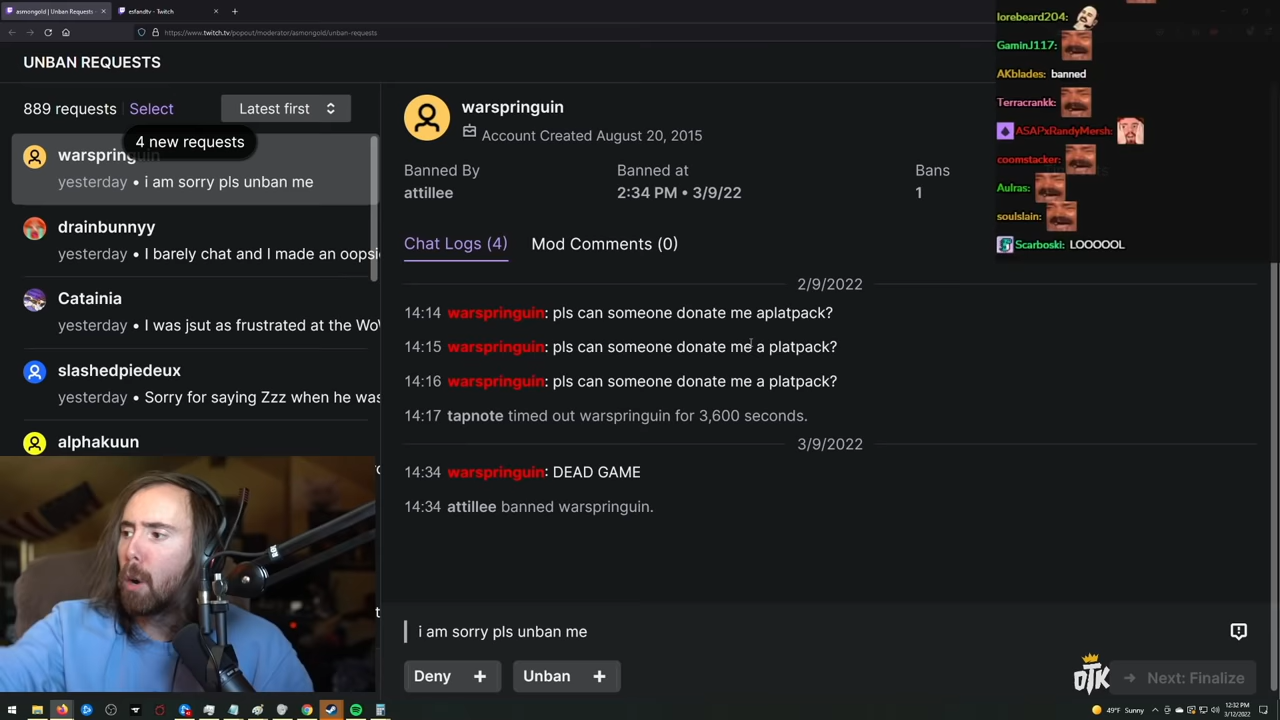 asmongold | Unban Requests
esfandtv - Twitch
https://www.twitch.tv/popout/moderator/asmongold/unban-requests
UNBAN REQUESTS
889 requests
Select
Latest first
4 new requests
yesterday • i am sorry pls unban me
drainbunnyy
yesterday • I barely chat and I made an oopsi
Catainia
yesterday • I was jsut as frustrated at the Wo
slashedpiedeux
yesterday • Sorry for saying Zzz when he was
alphakuun
warspringuin
Account Created August 20, 2015
Banned By
attillee
Banned at
2:34 PM • 3/9/22
Bans
1
Chat Logs (4)
Mod Comments (0)
2/9/2022
14:14 warspringuin: pls can someone donate me aplatpack?
14:15 warspringuin: pls can someone donate me a platpack?
14:16 warspringuin: pls can someone donate me a platpack?
14:17 tapnote timed out warspringuin for 3,600 seconds.
3/9/2022
14:34 warspringuin: DEAD GAME
14:34 attillee banned warspringuin.
i am sorry pls unban me
Deny +
Unban +
Next: Finalize
OTK
lorebeard204:
GaminJ117:
AKblades: banned
Terracrankk:
ASAPxRandyMersh:
coomstacker:
Aulras:
soulslain:
Scarboski: LOOOOOL
49°F Sunny
12:32 PM
3/12/2022